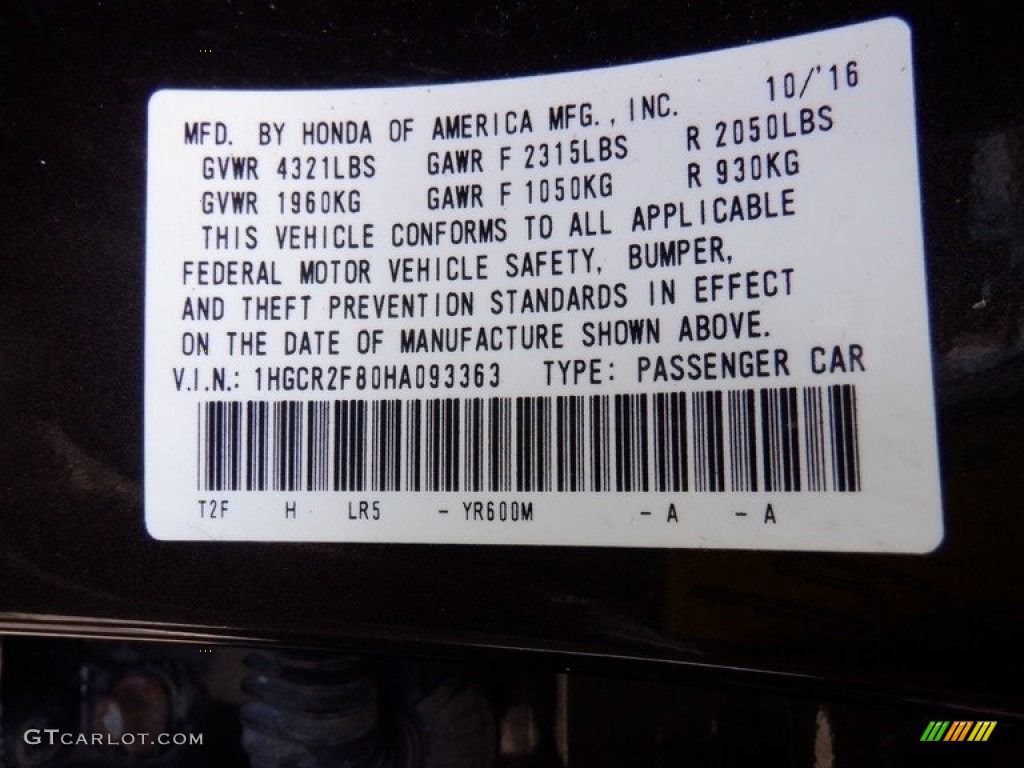 10/'16
MFD. BY HONDA OF AMERICA MFG., INC.
GVWR 4321LBS GAWR F 2315LBS R 2050LBS
GVWR 1960KG GAWR F 1050KG R 930KG
THIS VEHICLE CONFORMS TO ALL APPLICABLE
FEDERAL MOTOR VEHICLE SAFETY, BUMPER,
AND THEFT PREVENTION STANDARDS IN EFFECT
ON THE DATE OF MANUFACTURE SHOWN ABOVE.
V.I.N.: 1HGCR2F80HA093363 TYPE: PASSENGER CAR
T2F H LR5 - YR600M - A - A
GTCARLOT.COM